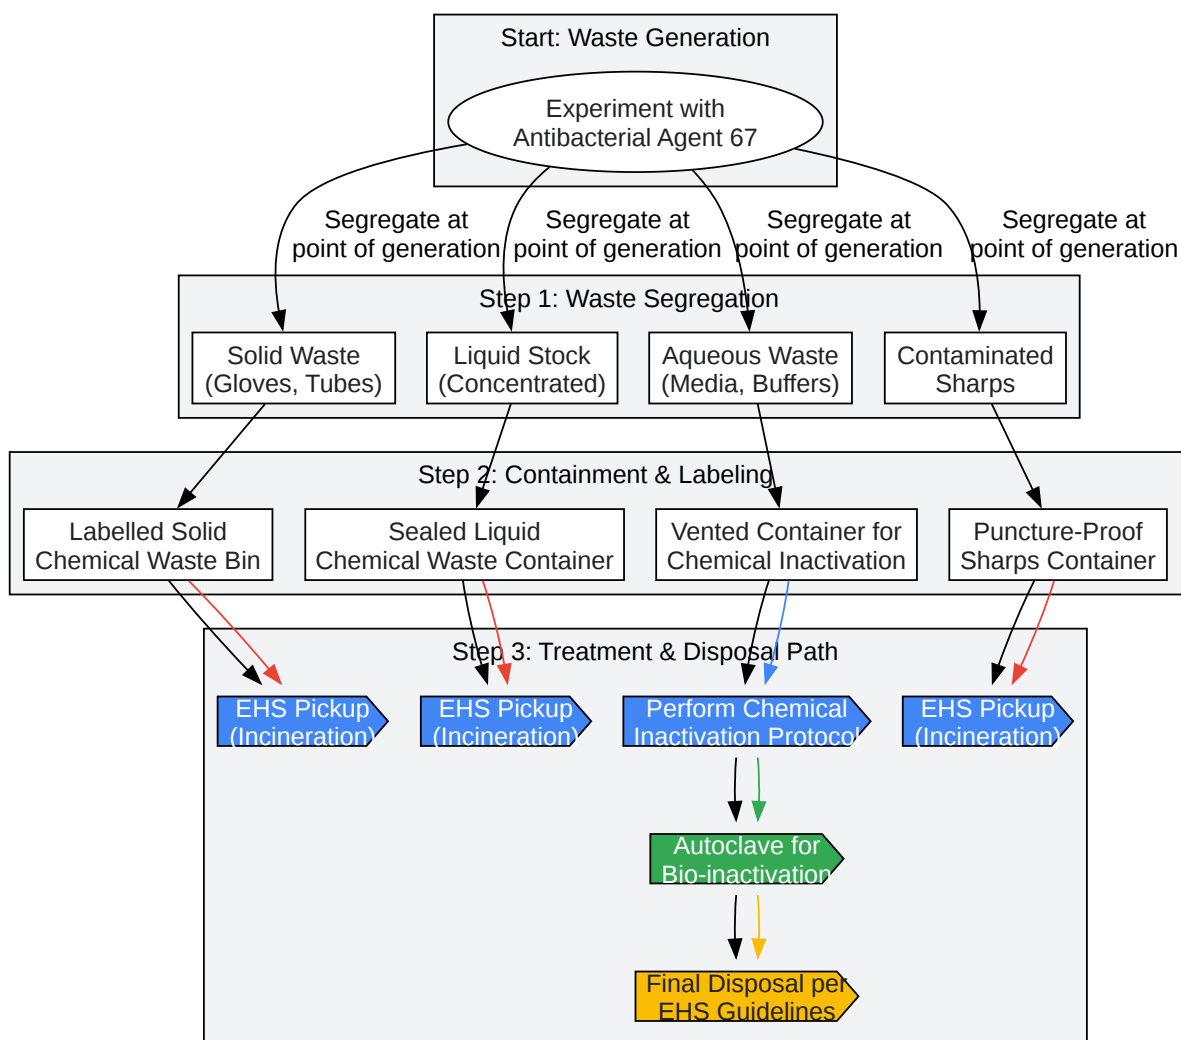 Start: Waste Generation
Experiment with
Antibacterial Agent 67
Segregate at
point of generation
Segregate at
point of generation
Segregate at
point of generation
Segregate at
point of generation
Step 1: Waste Segregation
Solid Waste
(Gloves, Tubes)
Liquid Stock
(Concentrated)
Aqueous Waste
(Media, Buffers)
Contaminated
Sharps
Step 2: Containment & Labeling
Labelled Solid
Chemical Waste Bin
Sealed Liquid
Chemical Waste Container
Vented Container for
Chemical Inactivation
Puncture-Proof
Sharps Container
Step 3: Treatment & Disposal Path
EHS Pickup
(Incineration)
EHS Pickup
(Incineration)
Perform Chemical
Inactivation Protocol
EHS Pickup
(Incineration)
Autoclave for
Bio-inactivation
Final Disposal per
EHS Guidelines